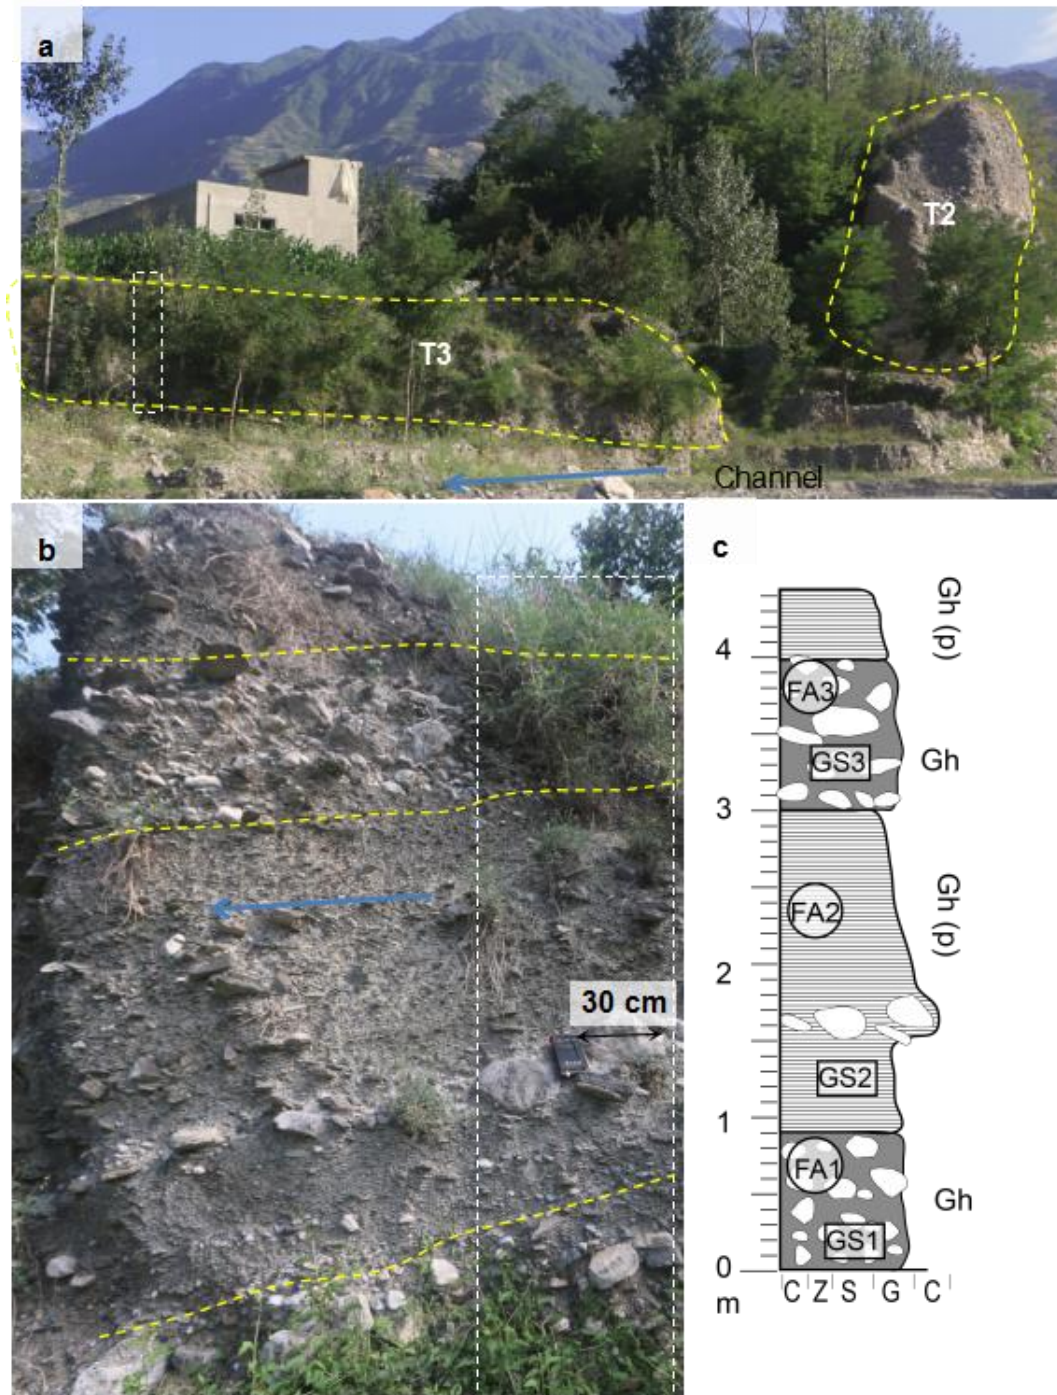 a
T2
T3
Channel
b
30 cm
c
Gh (p)
4
FA3
GS3
Gh
3
FA2
Gh (p)
2
GS2
1
FA1
Gh
GS1
0
m
C Z S G C